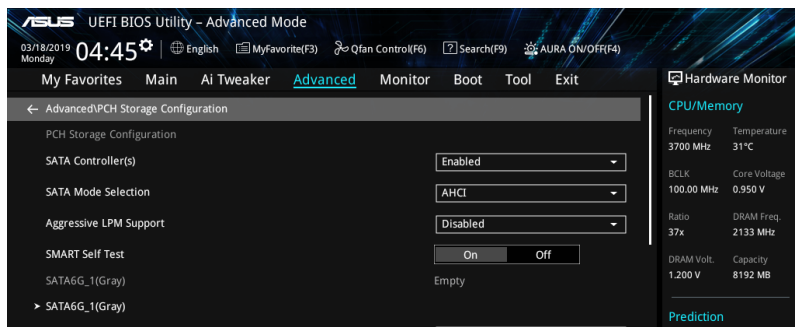 ASUS UEFI BIOS Utility – Advanced Mode
03/18/2019 Monday 04:45 English MyFavorite(F3) Qfan Control(F6) ? Search(F9) AURA ON/OFF(F4)
My Favorites Main Ai Tweaker Advanced Monitor Boot Tool Exit
Hardware Monitor
← Advanced\PCH Storage Configuration
PCH Storage Configuration
SATA Controller(s) Enabled
SATA Mode Selection AHCI
Aggressive LPM Support Disabled
SMART Self Test On Off
SATA6G_1(Gray) Empty
➤ SATA6G_1(Gray)
CPU/Memory
Frequency Temperature
3700 MHz 31°C
BCLK Core Voltage
100.00 MHz 0.950 V
Ratio DRAM Freq.
37x 2133 MHz
DRAM Volt. Capacity
1.200 V 8192 MB
Prediction